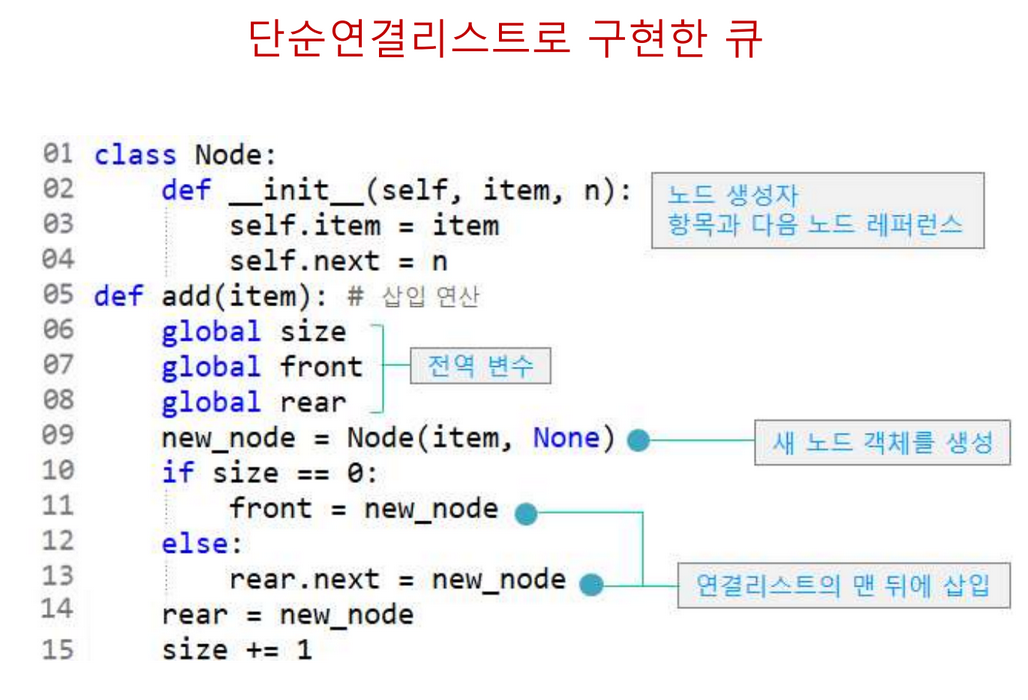 단순연결리스트로 구현한 큐
01 class Node:
02     def __init__(self, item, n):
노드 생성자
항목과 다음 노드 레퍼런스
03         self.item = item
04         self.next = n
05 def add(item): # 삽입 연산
06     global size
07     global front
전역 변수
08     global rear
09     new_node = Node(item, None)
새 노드 객체를 생성
10     if size == 0:
11         front = new_node
12     else:
13         rear.next = new_node
연결리스트의 맨 뒤에 삽입
14     rear = new_node
15     size += 1